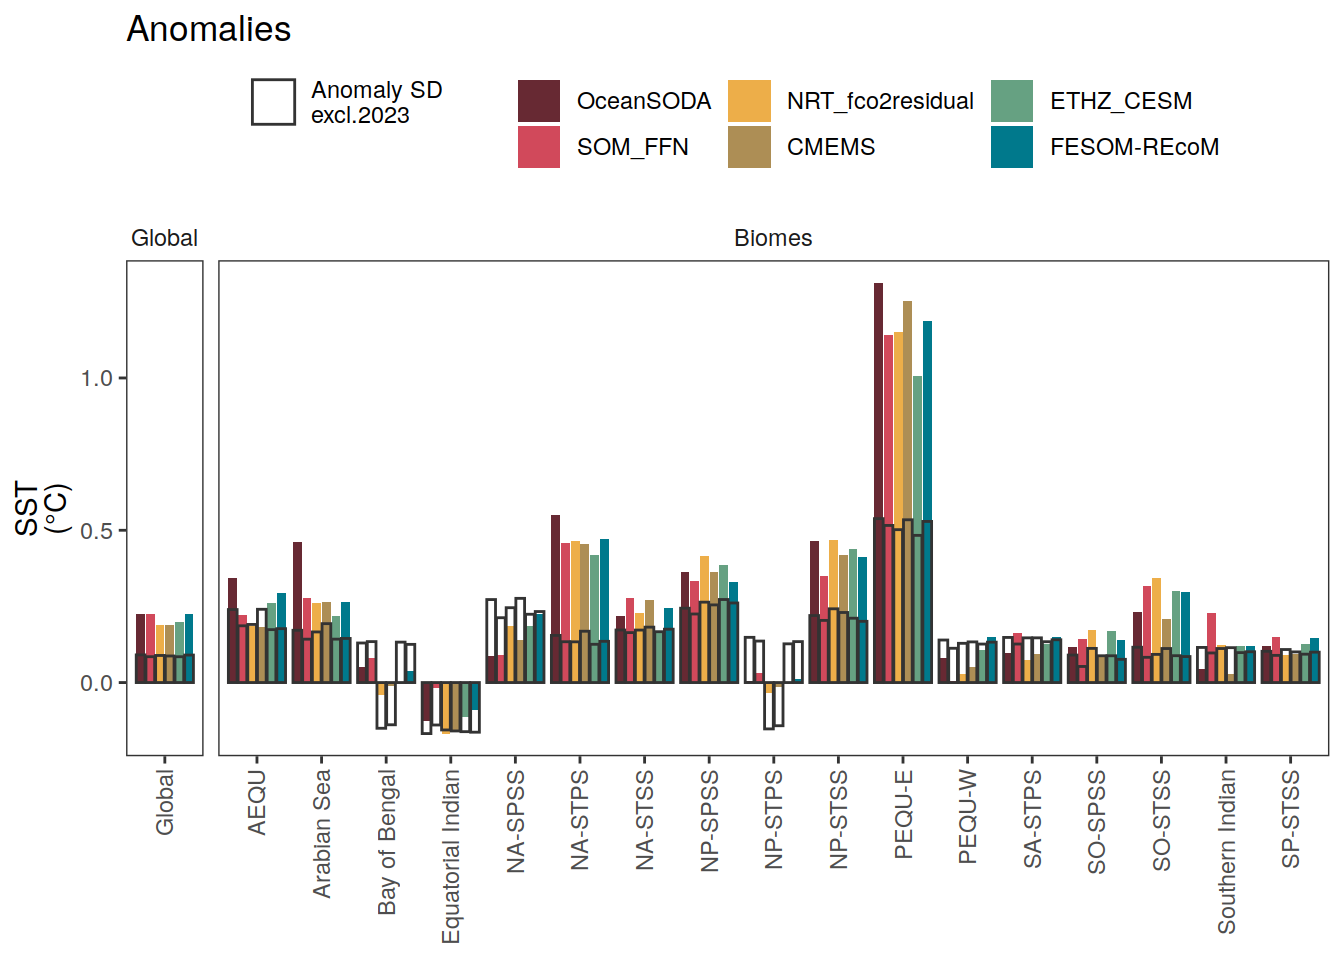 Anomalies
Anomaly SD
excl.2023
OceanSODA
NRT_fco2residual
ETHZ_CESM
SOM_FFN
CMEMS
FESOM-REcoM
Global
Biomes
SST
(°C)
1.0
0.5
0.0
Global
AEQU
Arabian Sea
Bay of Bengal
Equatorial Indian
NA-SPSS
NA-STPS
NA-STSS
NP-SPSS
NP-STPS
NP-STSS
PEQU-E
PEQU-W
SA-STPS
SO-SPSS
SO-STSS
Southern Indian
SP-STSS